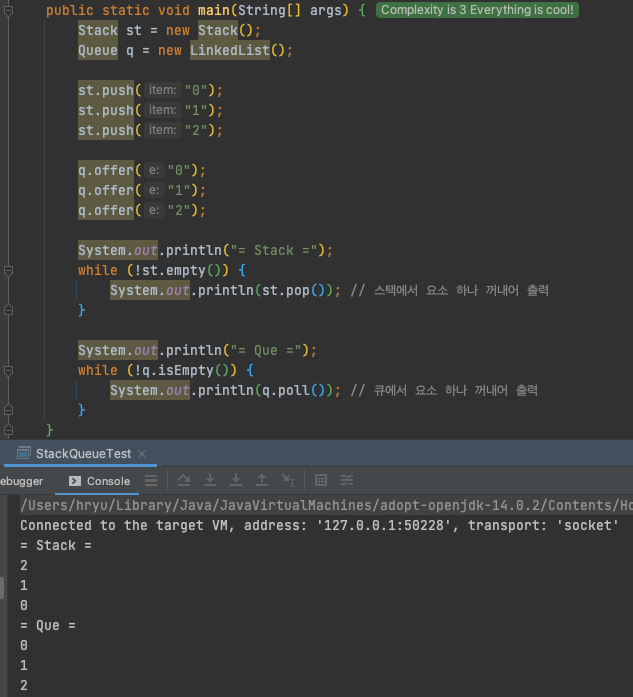 public static void main(String[] args) { Complexity is 3 Everything is cool!
Stack st = new Stack();
Queue q = new LinkedList();
st.push( item: "0");
st.push( item: "1");
st.push( item: "2");
q.offer( e: "0");
q.offer( e: "1");
q.offer( e: "2");
System.out.println("= Stack =");
while (!st.empty()) {
System.out.println(st.pop()); // 스택에서 요소 하나 꺼내어 출력
}
System.out.println("= Que =");
while (!q.isEmpty()) {
System.out.println(q.poll()); // 큐에서 요소 하나 꺼내어 출력
}
}
StackQueueTest ×
ebugger Console
/Users/hryu/Library/Java/JavaVirtualMachines/adopt-openjdk-14.0.2/Contents/Ho
Connected to the target VM, address: '127.0.0.1:50228', transport: 'socket'
= Stack =
2
1
0
= Que =
0
1
2